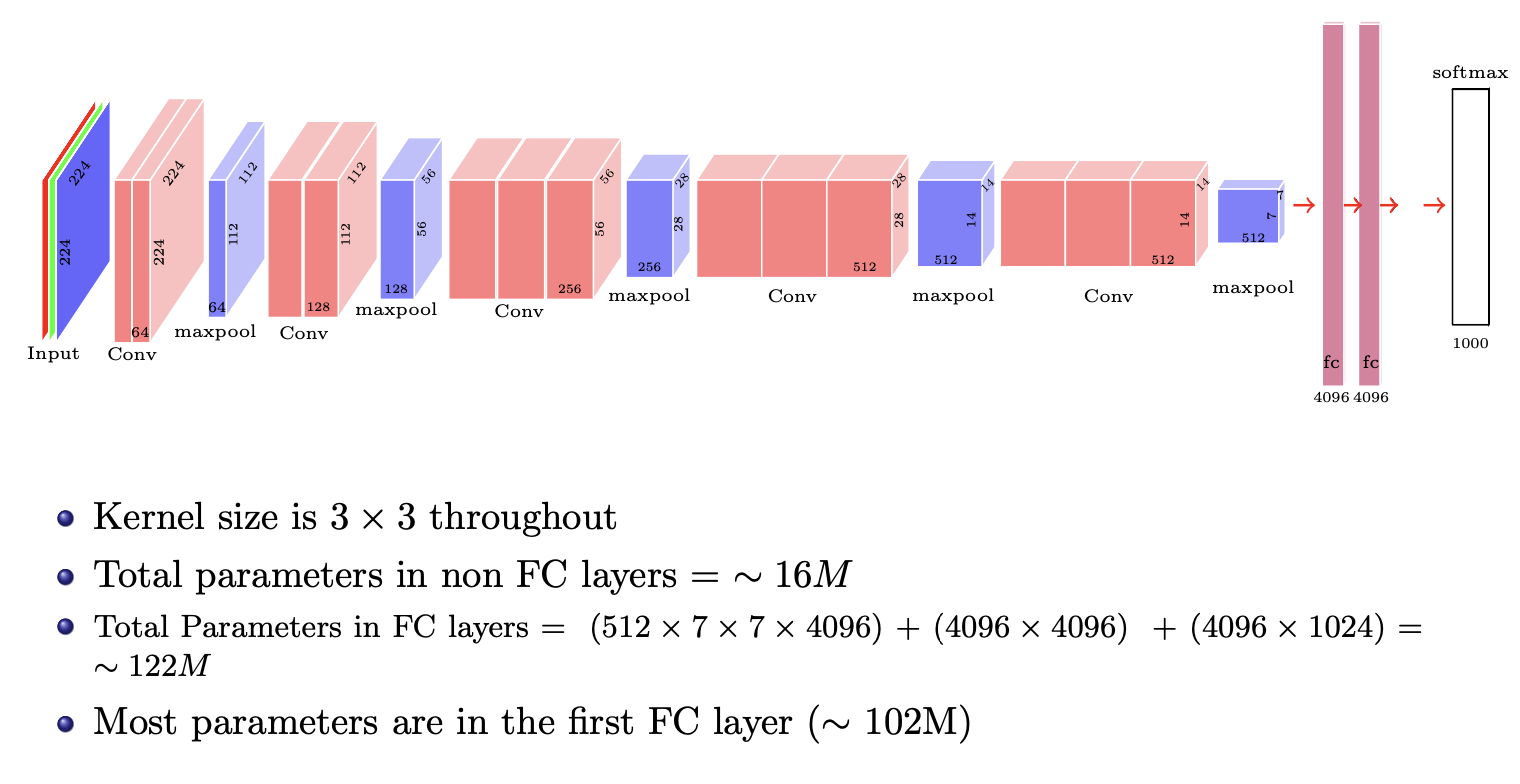 softmax
224
224
224
224
112
112
112
112
56
56
56
56
28
28
28
28
14
14
14
14
7
7
64
64
128
128
256
256
512
512
512
512
Input
Conv
maxpool
Conv
maxpool
Conv
maxpool
Conv
maxpool
Conv
maxpool
fc
fc
4096
4096
1000
Kernel size is 3 × 3 throughout
Total parameters in non FC layers = ∼ 16M
Total Parameters in FC layers = (512 × 7 × 7 × 4096) + (4096 × 4096) + (4096 × 1024) =
∼ 122M
Most parameters are in the first FC layer (∼ 102M)